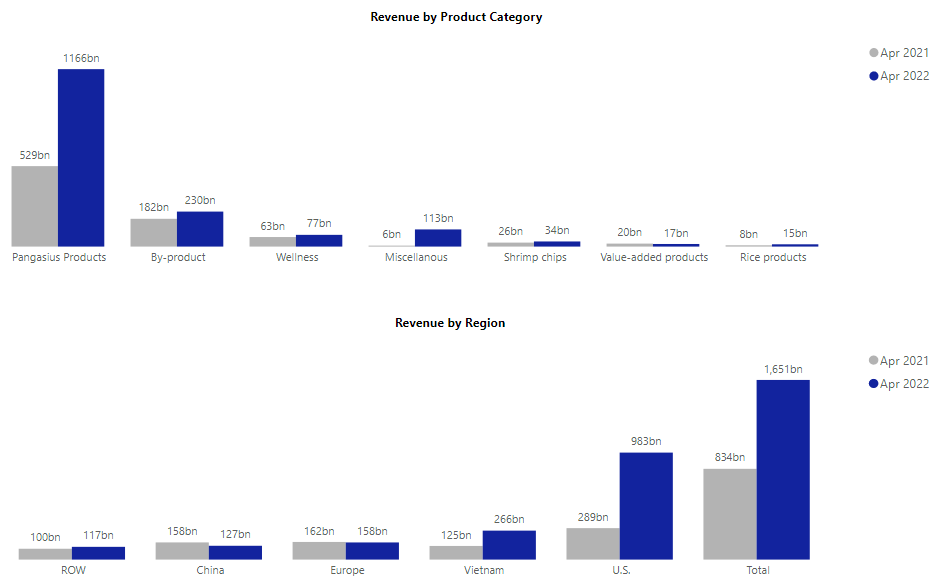 Revenue by Product Category
Apr 2021
Apr 2022
1166bn
529bn
182bn
230bn
63bn
77bn
6bn
113bn
26bn
34bn
20bn
17bn
8bn
15bn
Pangasius Products
By-product
Wellness
Miscellanous
Shrimp chips
Value-added products
Rice products
Revenue by Region
Apr 2021
Apr 2022
100bn
117bn
158bn
127bn
162bn
158bn
125bn
266bn
289bn
983bn
834bn
1,651bn
ROW
China
Europe
Vietnam
U.S.
Total